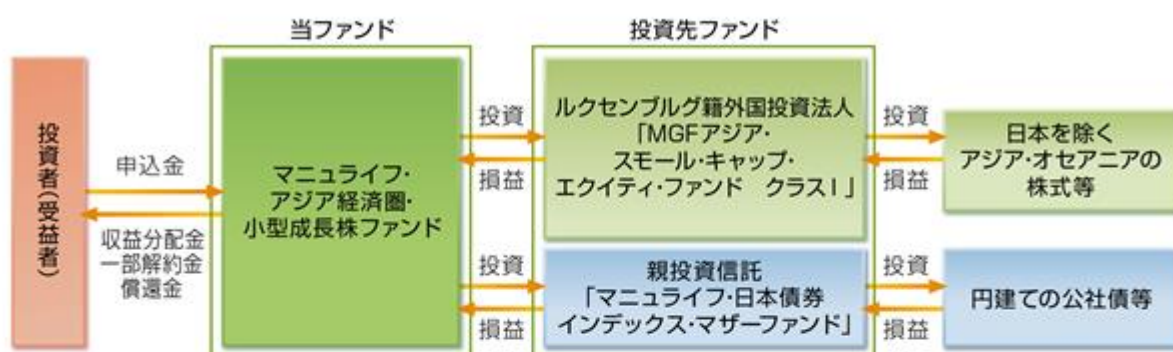 当ファンド
投資先ファンド
投資者(受益者)
申込金
収益分配金
一部解約金
償還金
マニュライフ・
アジア経済圏・
小型成長株ファンド
投資
損益
ルクセンブルグ籍外国投資法人
「MGFアジア・
スモール・キャップ・
エクイティ・ファンド クラスI」
投資
損益
日本を除く
アジア・オセアニアの
株式等
投資
損益
親投資信託
「マニュライフ・日本債券
インデックス・マザーファンド」
投資
損益
円建ての公社債等